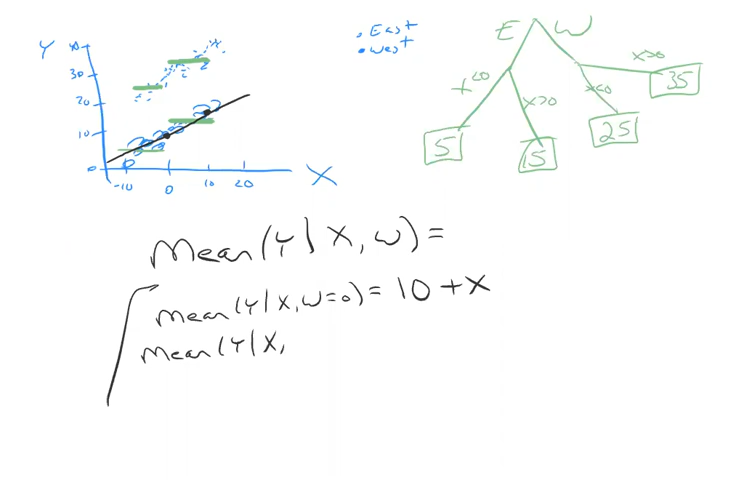 Y
40
30
20
10
0
-10 0 10 20
X
• East
• West
E W
x<0
x>0
x<0
x>0
5
15
25
35
Mean(Y| X, W) =
Mean(Y|X, W=0) = 10 + X
Mean(Y|X,